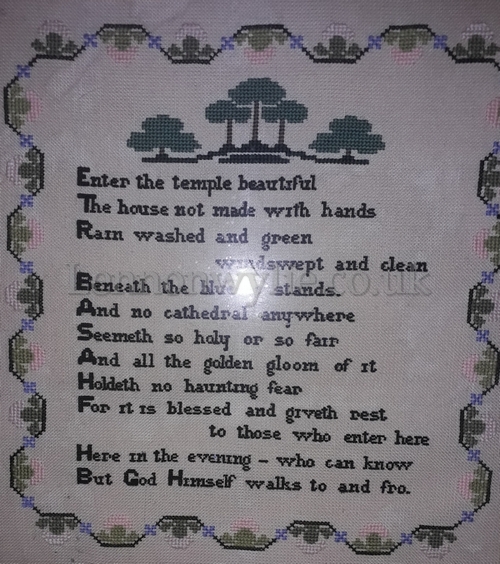 Enter the temple beautiful
The house not made with hands
Rain washed and green
windswept and clean
Beneath the blue stands.
And no cathedral anywhere
Seemeth so holy or so fair
And all the golden gloom of it
Holdeth no haunting fear
For it is blessed and giveth rest
to those who enter here
Here in the evening – who can know
But God Himself walks to and fro.